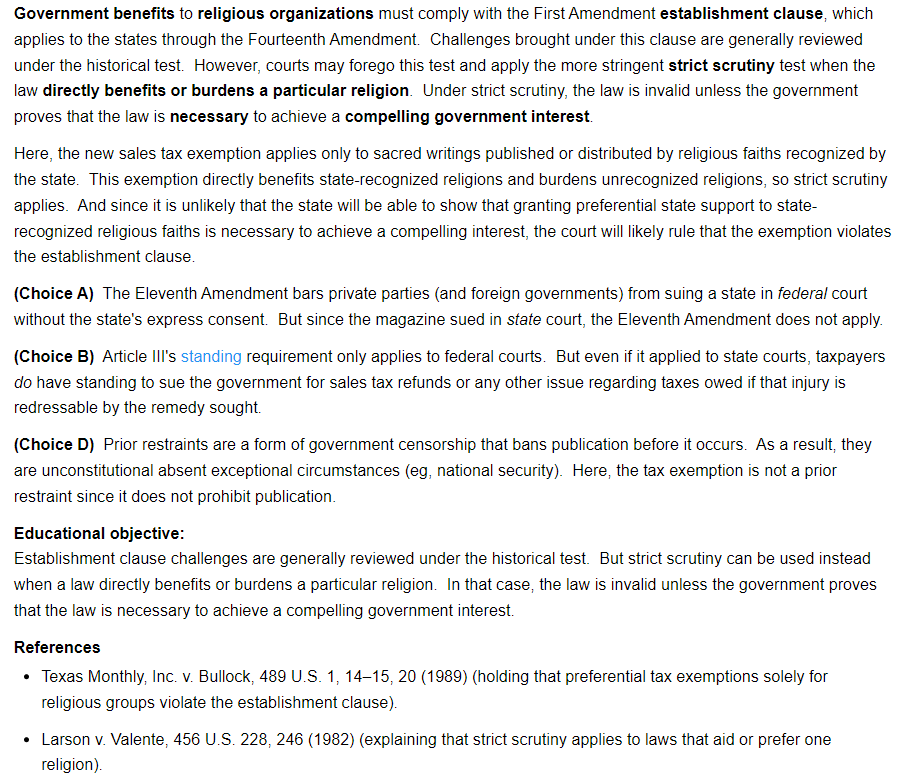 Government benefits to religious organizations must comply with the First Amendment establishment clause, which
applies to the states through the Fourteenth Amendment. Challenges brought under this clause are generally reviewed
under the historical test. However, courts may forego this test and apply the more stringent strict scrutiny test when the
law directly benefits or burdens a particular religion. Under strict scrutiny, the law is invalid unless the government
proves that the law is necessary to achieve a compelling government interest.
Here, the new sales tax exemption applies only to sacred writings published or distributed by religious faiths recognized by
the state. This exemption directly benefits state-recognized religions and burdens unrecognized religions, so strict scrutiny
applies. And since it is unlikely that the state will be able to show that granting preferential state support to state-
recognized religious faiths is necessary to achieve a compelling interest, the court will likely rule that the exemption violates
the establishment clause.
(Choice A) The Eleventh Amendment bars private parties (and foreign governments) from suing a state in federal court
without the state's express consent. But since the magazine sued in state court, the Eleventh Amendment does not apply.
(Choice B) Article III's standing requirement only applies to federal courts. But even if it applied to state courts, taxpayers
do have standing to sue the government for sales tax refunds or any other issue regarding taxes owed if that injury is
redressable by the remedy sought.
(Choice D) Prior restraints are a form of government censorship that bans publication before it occurs. As a result, they
are unconstitutional absent exceptional circumstances (eg, national security). Here, the tax exemption is not a prior
restraint since it does not prohibit publication.
Educational objective:
Establishment clause challenges are generally reviewed under the historical test. But strict scrutiny can be used instead
when a law directly benefits or burdens a particular religion. In that case, the law is invalid unless the government proves
that the law is necessary to achieve a compelling government interest.
References
• Texas Monthly, Inc. v. Bullock, 489 U.S. 1, 14–15, 20 (1989) (holding that preferential tax exemptions solely for
religious groups violate the establishment clause).
• Larson v. Valente, 456 U.S. 228, 246 (1982) (explaining that strict scrutiny applies to laws that aid or prefer one
religion).